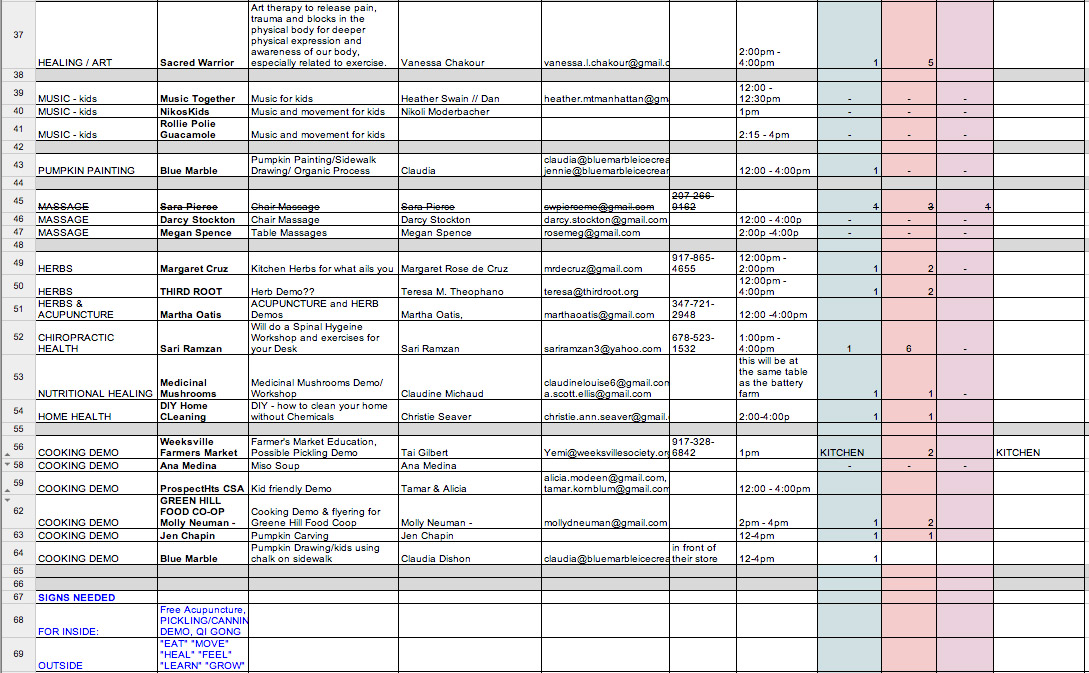 37 HEALING / ART Sacred Warrior Art therapy to release pain, trauma and blocks in the physical body for deeper physical expression and awareness of our body, especially related to exercise. Vanessa Chakour vanessa.l.chakour@gmail.c 2:00pm - 4:00pm 1 5
38
39 MUSIC - kids Music Together Music for kids Heather Swain // Dan heather.mtmanhattan@gm 12:00 - 12:30pm - - -
40 MUSIC - kids NikosKids Music and movement for kids Nikoli Moderbacher 1pm - - -
41 MUSIC - kids Rollie Polie Guacamole Music and movement for kids 2:15 - 4pm - - -
42
43 PUMPKIN PAINTING Blue Marble Pumpkin Painting/Sidewalk Drawing/ Organic Process Claudia claudia@bluemarbleicecrea jennie@bluemarbleicecrear 12:00 - 4:00pm 1 - -
44
45 MASSAGE Sara Pierce Chair Massage Sara Pierce swpierceme@gmail.com 207-266-9162 1 3 1
46 MASSAGE Darcy Stockton Chair Massage Darcy Stockton darcy.stockton@gmail.com 12:00 - 4:00p - - -
47 MASSAGE Megan Spence Table Massages Megan Spence rosemeg@gmail.com 2:00p -4:00p - - -
48
49 HERBS Margaret Cruz Kitchen Herbs for what ails you Margaret Rose de Cruz mrdecruz@gmail.com 917-865-4655 12:00pm - 2:00pm 1 2 -
50 HERBS THIRD ROOT Herb Demo?? Teresa M. Theophano teresa@thirdroot.org 12:00pm - 4:00pm 1 2
51 HERBS & ACUPUNCTURE Martha Oatis ACUPUNCTURE and HERB Demos Martha Oatis, marthaoatis@gmail.com 347-721-2948 12:00 -4:00pm
52 CHIROPRACTIC HEALTH Sari Ramzan Will do a Spinal Hygeine Workshop and exercises for your Desk Sari Ramzan sariramzan3@yahoo.com 678-523-1532 1:00pm - 4:00pm 1 6 -
53 NUTRITIONAL HEALING Medicinal Mushrooms Medicinal Mushrooms Demo/ Workshop Claudine Michaud claudinelouise6@gmail.com a.scott.ellis@gmail.com this will be at the same table as the battery farm 1 1 -
54 HOME HEALTH DIY Home CLeaning DIY - how to clean your home without Chemicals Christie Seaver christie.ann.seaver@gmail. 2:00-4:00p 1 1
55
56 COOKING DEMO Weeksville Farmers Market Farmer's Market Education, Possible Pickling Demo Tai Gilbert Yemi@weeksvillesociety.org 917-328-6842 1pm KITCHEN 2 KITCHEN
58 COOKING DEMO Ana Medina Miso Soup Ana Medina - - -
59 COOKING DEMO ProspectHts CSA Kid friendly Demo Tamar & Alicia alicia.modeen@gmail.com, tamar.kornblum@gmail.com 12:00 - 4:00pm
62 COOKING DEMO GREEN HILL FOOD CO-OP Molly Neuman - Cooking Demo & flyering for Greene Hill Food Coop Molly Neuman - mollydneuman@gmail.com 2pm - 4pm 1 2
63 COOKING DEMO Jen Chapin Pumpkin Carving Jen Chapin 12-4pm 1 1
64 COOKING DEMO Blue Marble Pumpkin Drawing/kids using chalk on sidewalk Claudia Dishon claudia@bluemarbleicecrea in front of their store 12-4pm 1
65
66
67 SIGNS NEEDED
68 FOR INSIDE: Free Acupuncture, PICKLING/CANNIN DEMO, QI GONG
69 OUTSIDE "EAT" "MOVE" "HEAL" "FEEL" "LEARN" "GROW"